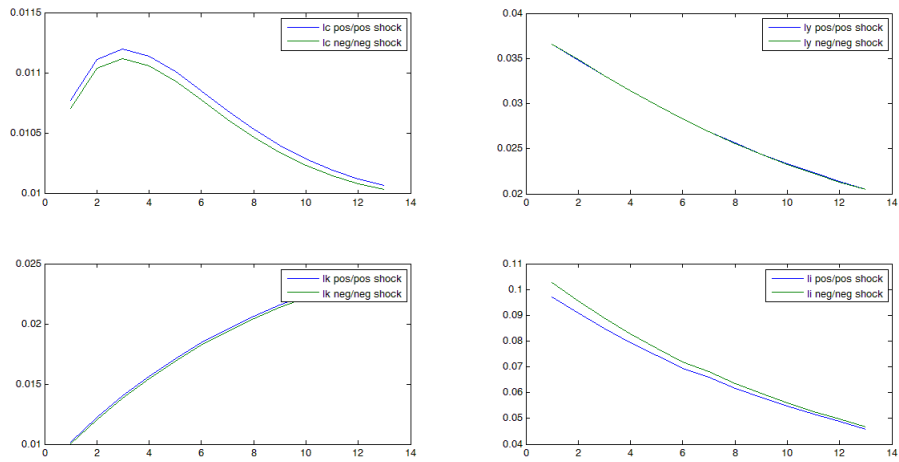 0.0115
0.011
0.0105
0.01
0 2 4 6 8 10 12 14
lc pos/pos shock
lc neg/neg shock
0.04
0.035
0.03
0.025
0.02
0 2 4 6 8 10 12 14
ly pos/pos shock
ly neg/neg shock
0.025
0.02
0.015
0.01
0 2 4 6 8 10 12 14
lk pos/pos shock
lk neg/neg shock
0.11
0.1
0.09
0.08
0.07
0.06
0.05
0.04
0 2 4 6 8 10 12 14
li pos/pos shock
li neg/neg shock